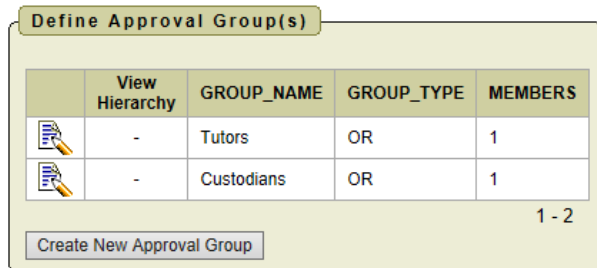 Define Approval Group(s)
View Hierarchy GROUP_NAME GROUP_TYPE MEMBERS
- Tutors OR 1
- Custodians OR 1
1 - 2
Create New Approval Group